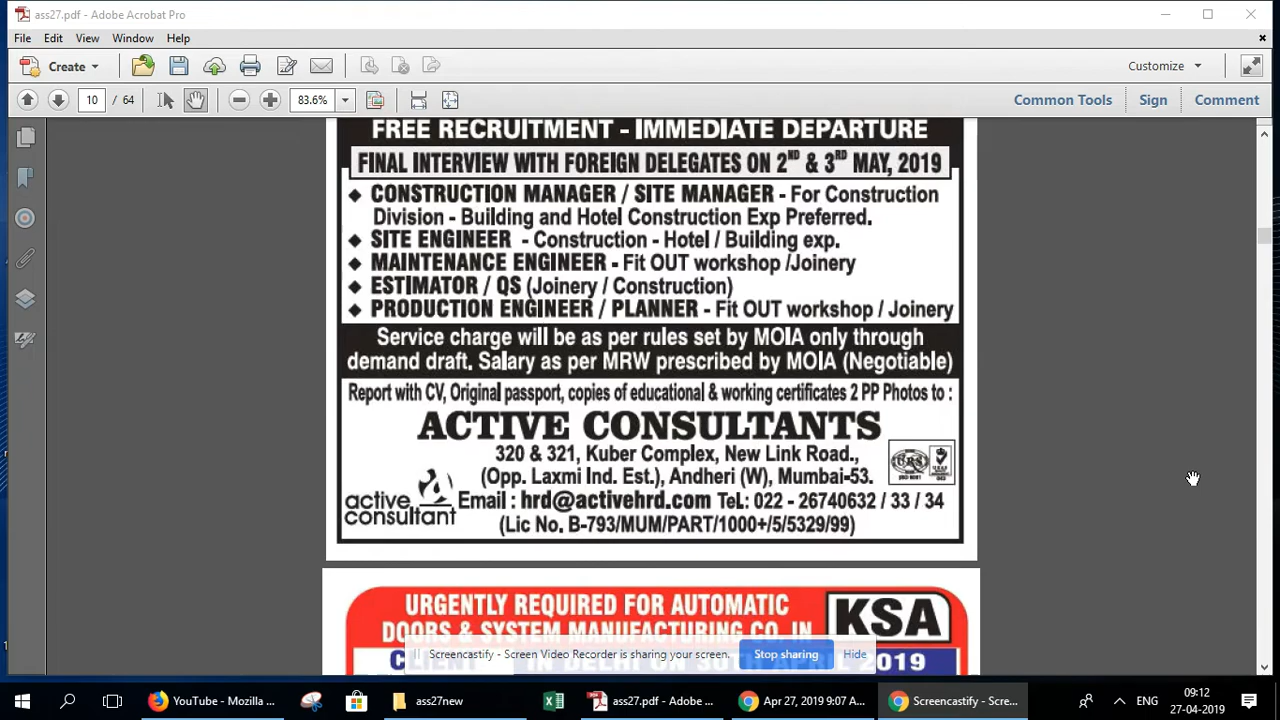 ass27.pdf - Adobe Acrobat Pro
File Edit View Window Help
Create Customize
10 / 64 83.6% Common Tools Sign Comment
FREE RECRUITMENT - IMMEDIATE DEPARTURE
FINAL INTERVIEW WITH FOREIGN DELEGATES ON 2ND & 3RD MAY, 2019
◆ CONSTRUCTION MANAGER / SITE MANAGER - For Construction
Division - Building and Hotel Construction Exp Preferred.
◆ SITE ENGINEER - Construction - Hotel / Building exp.
◆ MAINTENANCE ENGINEER - Fit OUT workshop /Joinery
◆ ESTIMATOR / QS (Joinery / Construction)
◆ PRODUCTION ENGINEER / PLANNER - Fit OUT workshop / Joinery
Service charge will be as per rules set by MOIA only through
demand draft. Salary as per MRW prescribed by MOIA (Negotiable)
Report with CV, Original passport, copies of educational & working certificates 2 PP Photos to :
ACTIVE CONSULTANTS
320 & 321, Kuber Complex, New Link Road.,
(Opp. Laxmi Ind. Est.), Andheri (W), Mumbai-53.
active
consultant
Email : hrd@activehrd.com Tel: 022 - 26740632 / 33 / 34
(Lic No. B-793/MUM/PART/1000+/5/5329/99)
URS
URGENTLY REQUIRED FOR AUTOMATIC
DOORS & SYSTEM MANUFACTURING CO. IN
KSA
2019
Screencastify - Screen Video Recorder is sharing your screen. Stop sharing Hide
YouTube - Mozilla ... ass27new ass27.pdf - Adobe ... Apr 27, 2019 9:07 A... Screencastify - Scre... ENG 09:12
27-04-2019